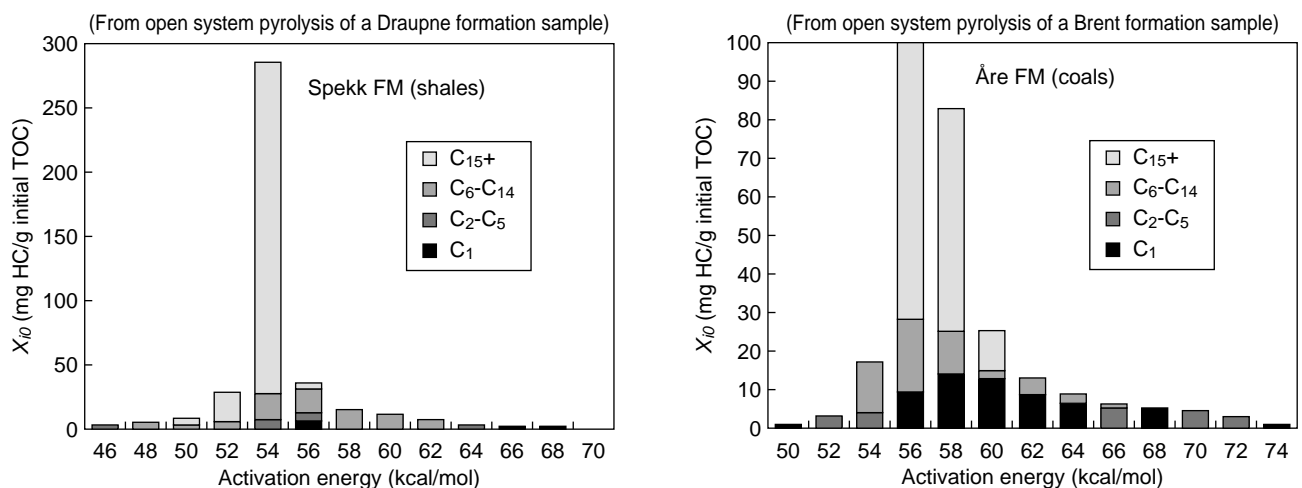 (From open system pyrolysis of a Draupne formation sample)
300
250
200
150
100
50
0
X_i0 (mg HC/g initial TOC)
Spekk FM (shales)
C15+
C6-C14
C2-C5
C1
46 48 50 52 54 56 58 60 62 64 66 68 70
Activation energy (kcal/mol)
(From open system pyrolysis of a Brent formation sample)
100
90
80
70
60
50
40
30
20
10
0
X_i0 (mg HC/g initial TOC)
Åre FM (coals)
C15+
C6-C14
C2-C5
C1
50 52 54 56 58 60 62 64 66 68 70 72 74
Activation energy (kcal/mol)